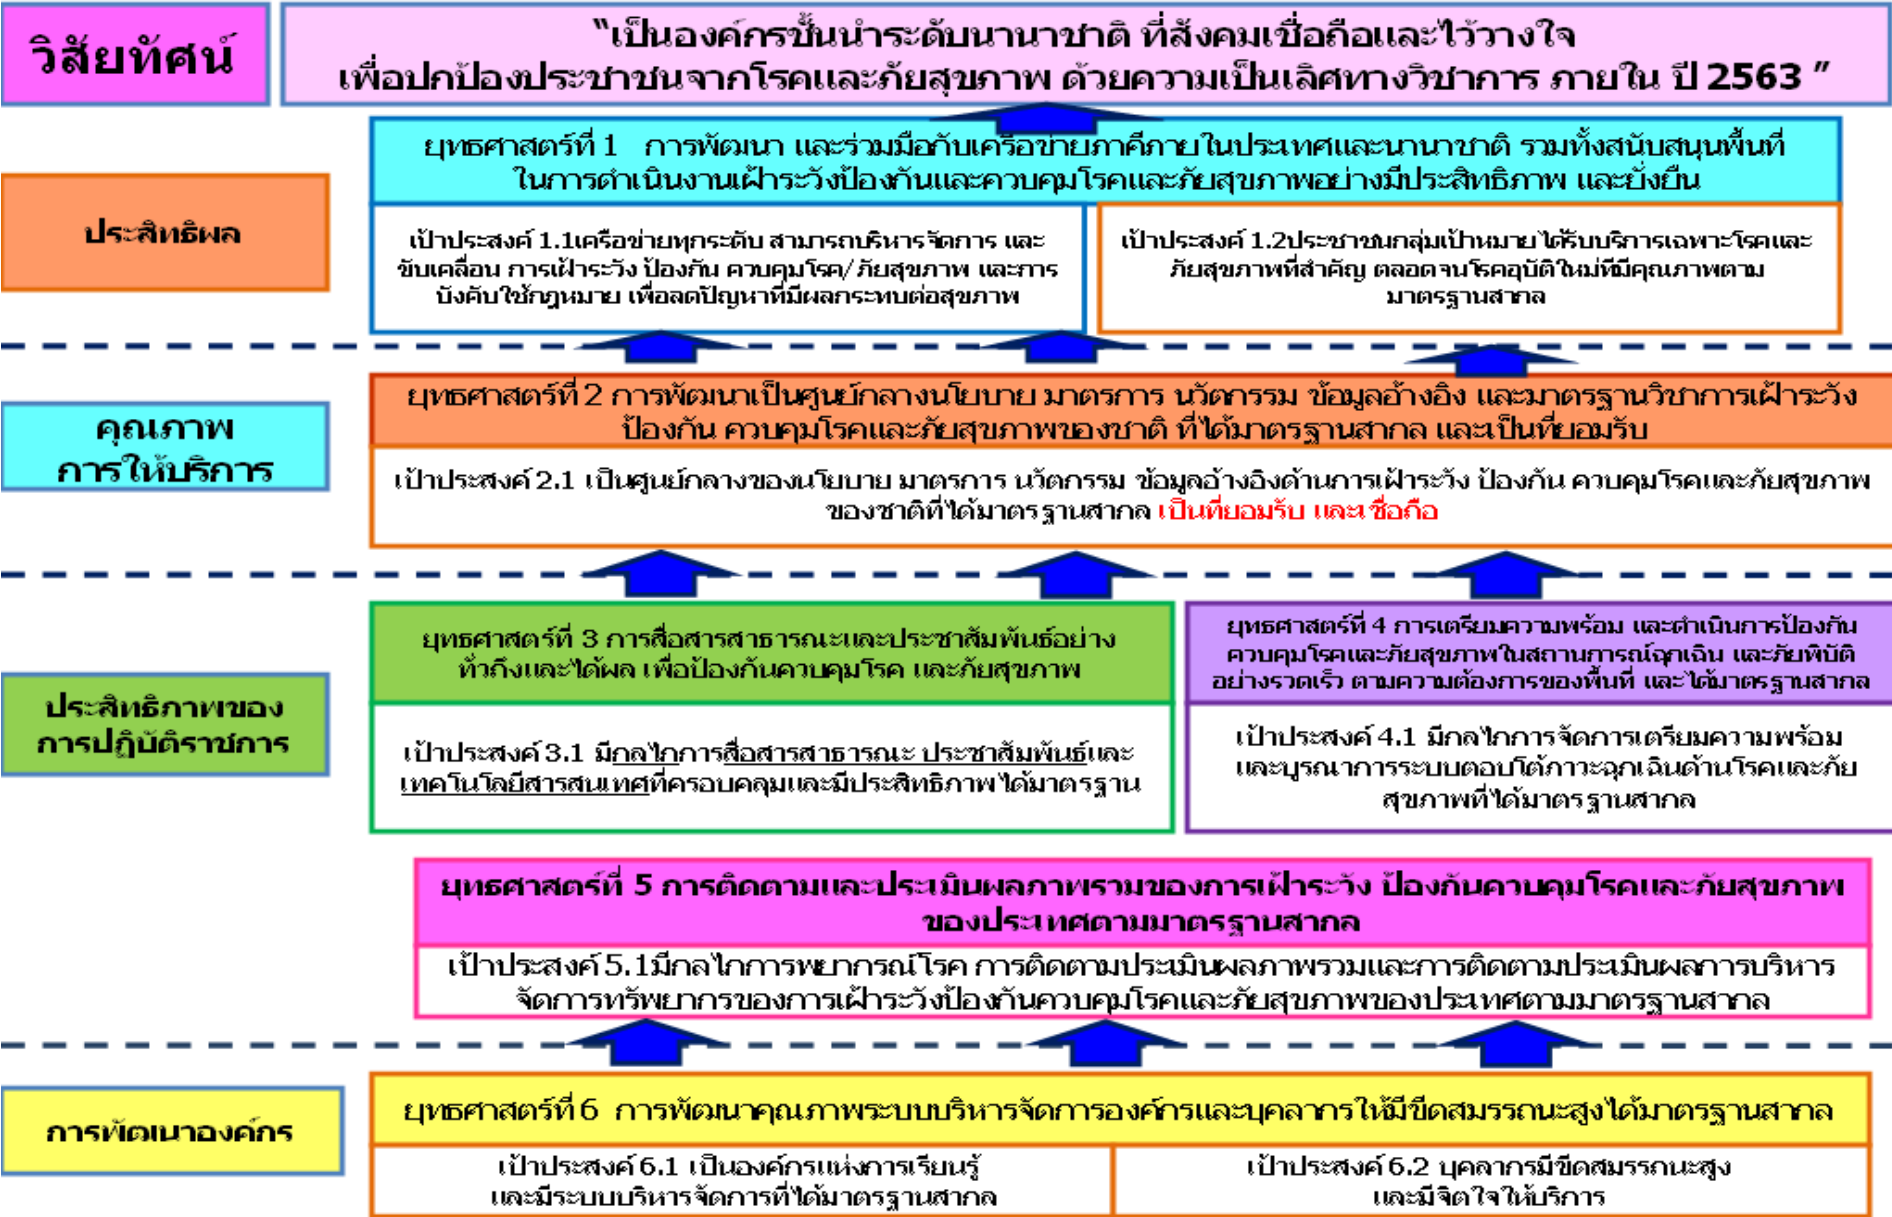 วิสัยทัศน์
“เป็นองค์กรชั้นนำระดับนานาชาติ ที่สังคมเชื่อถือและไว้วางใจ
เพื่อปกป้องประชาชนจากโรคและภัยสุขภาพ ด้วยความเป็นเลิศทางวิชาการ ภายใน ปี 2563 ”
ประสิทธิผล
ยุทธศาสตร์ที่ 1 การพัฒนา และร่วมมือกับเครือข่ายภาคีภายในประเทศและนานาชาติ รวมทั้งสนับสนุนพื้นที่
ในการดำเนินงานเฝ้าระวังป้องกันและควบคุมโรคและภัยสุขภาพอย่างมีประสิทธิภาพ และยั่งยืน
เป้าประสงค์ 1.1เครือข่ายทุกระดับ สามารถบริหารจัดการ และ
ขับเคลื่อน การเฝ้าระวัง ป้องกัน ควบคุมโรค/ภัยสุขภาพ และการ
บังคับใช้กฎหมาย เพื่อลดปัญหาที่มีผลกระทบต่อสุขภาพ
เป้าประสงค์ 1.2ประชาชนกลุ่มเป้าหมายได้รับบริการเฉพาะโรคและ
ภัยสุขภาพที่สำคัญ ตลอดจนโรคอุบัติใหม่ที่มีคุณภาพตาม
มาตรฐานสากล
คุณภาพ
การให้บริการ
ยุทธศาสตร์ที่ 2 การพัฒนาเป็นศูนย์กลางนโยบาย มาตรการ นวัตกรรม ข้อมูลอ้างอิง และมาตรฐานวิชาการเฝ้าระวัง
ป้องกัน ควบคุมโรคและภัยสุขภาพของชาติ ที่ได้มาตรฐานสากล และเป็นที่ยอมรับ
เป้าประสงค์ 2.1 เป็นศูนย์กลางของนโยบาย มาตรการ นวัตกรรม ข้อมูลอ้างอิงด้านการเฝ้าระวัง ป้องกัน ควบคุมโรคและภัยสุขภาพ
ของชาติที่ได้มาตรฐานสากล เป็นที่ยอมรับ และเชื่อถือ
ประสิทธิภาพของ
การปฏิบัติราชการ
ยุทธศาสตร์ที่ 3 การสื่อสารสาธารณะและประชาสัมพันธ์อย่าง
ทั่วถึงและได้ผล เพื่อป้องกันควบคุมโรค และภัยสุขภาพ
เป้าประสงค์ 3.1 มีกลไกการสื่อสารสาธารณะ ประชาสัมพันธ์และ
เทคโนโลยีสารสนเทศที่ครอบคลุมและมีประสิทธิภาพได้มาตรฐาน
ยุทธศาสตร์ที่ 4 การเตรียมความพร้อม และดำเนินการป้องกัน
ควบคุมโรคและภัยสุขภาพในสถานการณ์ฉุกเฉิน และภัยพิบัติ
อย่างรวดเร็ว ตามความต้องการของพื้นที่ และได้มาตรฐานสากล
เป้าประสงค์ 4.1 มีกลไกการจัดการเตรียมความพร้อม
และบูรณาการระบบตอบโต้ภาวะฉุกเฉินด้านโรคและภัย
สุขภาพที่ได้มาตรฐานสากล
ยุทธศาสตร์ที่ 5 การติดตามและประเมินผลภาพรวมของการเฝ้าระวัง ป้องกันควบคุมโรคและภัยสุขภาพ
ของประเทศตามมาตรฐานสากล
เป้าประสงค์ 5.1มีกลไกการพยากรณ์โรค การติดตามประเมินผลภาพรวมและการติดตามประเมินผลการบริหาร
จัดการทรัพยากรของการเฝ้าระวังป้องกันควบคุมโรคและภัยสุขภาพของประเทศตามมาตรฐานสากล
การพัฒนาองค์กร
ยุทธศาสตร์ที่ 6 การพัฒนาคุณภาพระบบบริหารจัดการองค์กรและบุคลากรให้มีขีดสมรรถนะสูงได้มาตรฐานสากล
เป้าประสงค์ 6.1 เป็นองค์กรแห่งการเรียนรู้
และมีระบบบริหารจัดการที่ได้มาตรฐานสากล
เป้าประสงค์ 6.2 บุคลากรมีขีดสมรรถนะสูง
และมีจิตใจให้บริการ